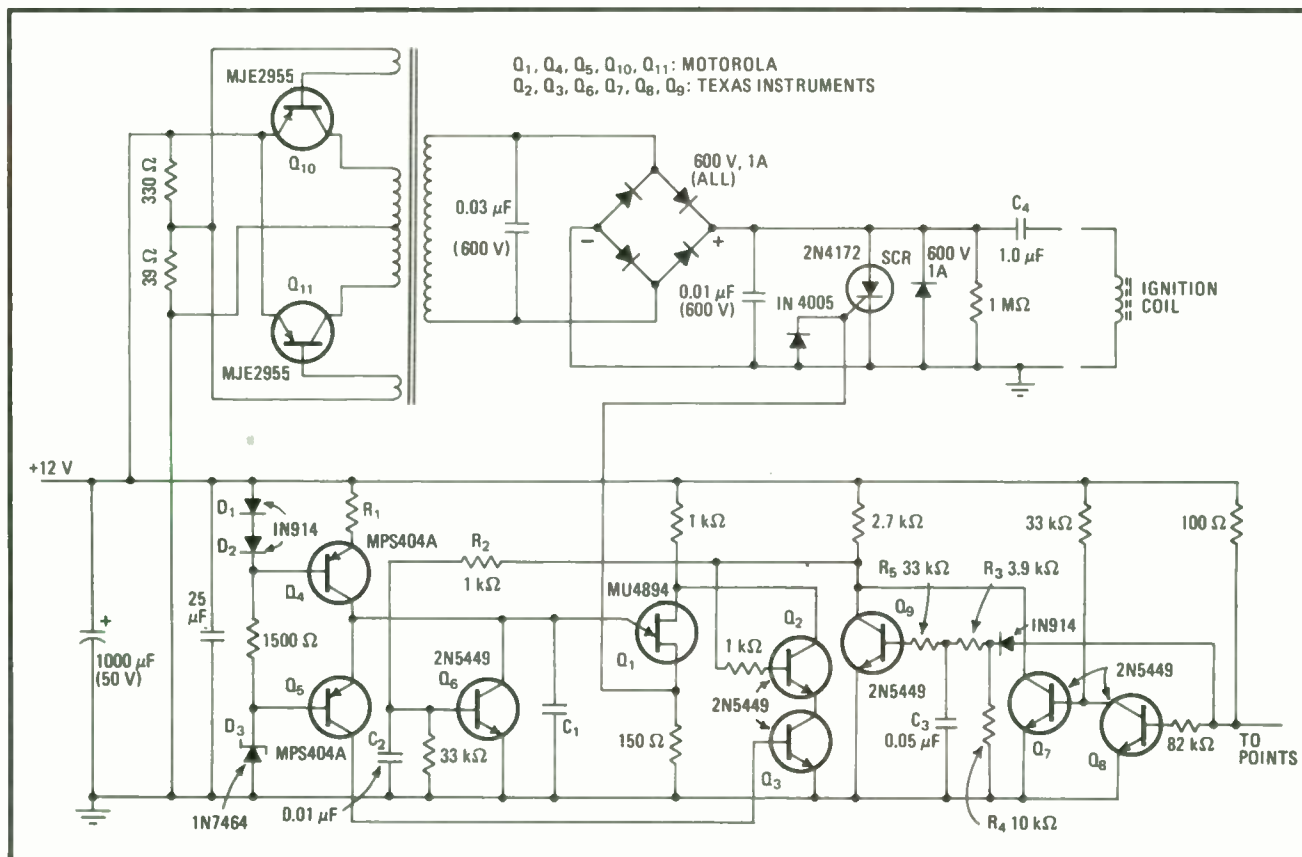 Q1, Q4, Q5, Q10, Q11: MOTOROLA
Q2, Q3, Q6, Q7, Q8, Q9: TEXAS INSTRUMENTS
MJE2955
Q10
330 Ω
39 Ω
Q11
MJE2955
0.03 µF
(600 V)
600 V, 1A
(ALL)
−
+
0.01 µF
(600 V)
2N4172
SCR
IN 4005
600 V
1A
1 MΩ
C4
1.0 µF
IGNITION
COIL
+12 V
+
1000 µF
(50 V)
25
µF
D1
IN914
D2
R1
MPS404A
Q4
1500 Ω
Q5
D3
MPS404A
1N7464
R2
1 kΩ
2N5449
Q6
C2
33 kΩ
0.01 µF
C1
1 kΩ
MU4894
Q1
150 Ω
1 kΩ
Q2
2N5449
Q3
2.7 kΩ
Q9
2N5449
R5 33 kΩ
R3 3.9 kΩ
IN914
C3
0.05 µF
R4 10 kΩ
33 kΩ
100 Ω
2N5449
Q7
Q8
82 kΩ
TO
POINTS